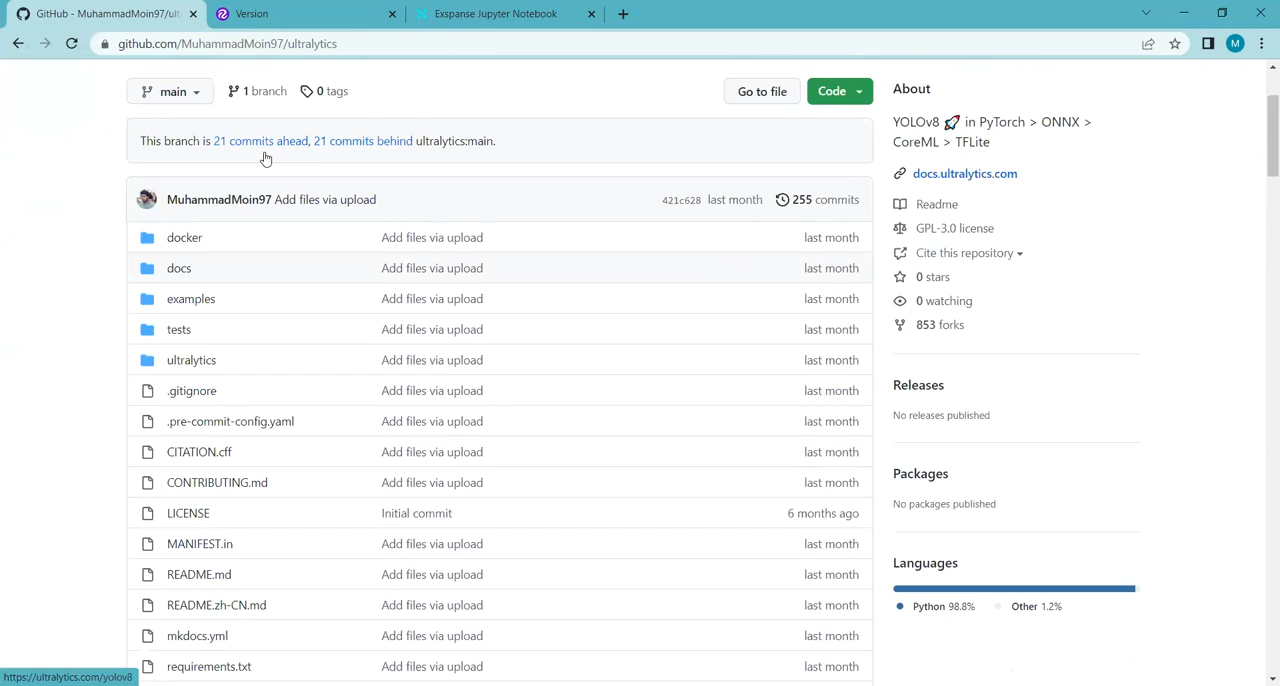 GitHub - MuhammadMoin97/ult
Version
Exspanse Jupyter Notebook
github.com/MuhammadMoin97/ultralytics
M
main
1 branch
0 tags
Go to file
Code
This branch is 21 commits ahead, 21 commits behind ultralytics:main.
MuhammadMoin97 Add files via upload
421c628 last month
255 commits
docker Add files via upload last month
docs Add files via upload last month
examples Add files via upload last month
tests Add files via upload last month
ultralytics Add files via upload last month
.gitignore Add files via upload last month
.pre-commit-config.yaml Add files via upload last month
CITATION.cff Add files via upload last month
CONTRIBUTING.md Add files via upload last month
LICENSE Initial commit 6 months ago
MANIFEST.in Add files via upload last month
README.md Add files via upload last month
README.zh-CN.md Add files via upload last month
mkdocs.yml Add files via upload last month
requirements.txt Add files via upload last month
About
YOLOv8 🚀 in PyTorch > ONNX >
CoreML > TFLite
docs.ultralytics.com
Readme
GPL-3.0 license
Cite this repository
0 stars
0 watching
853 forks
Releases
No releases published
Packages
No packages published
Languages
Python 98.8%
Other 1.2%
https://ultralytics.com/yolov8